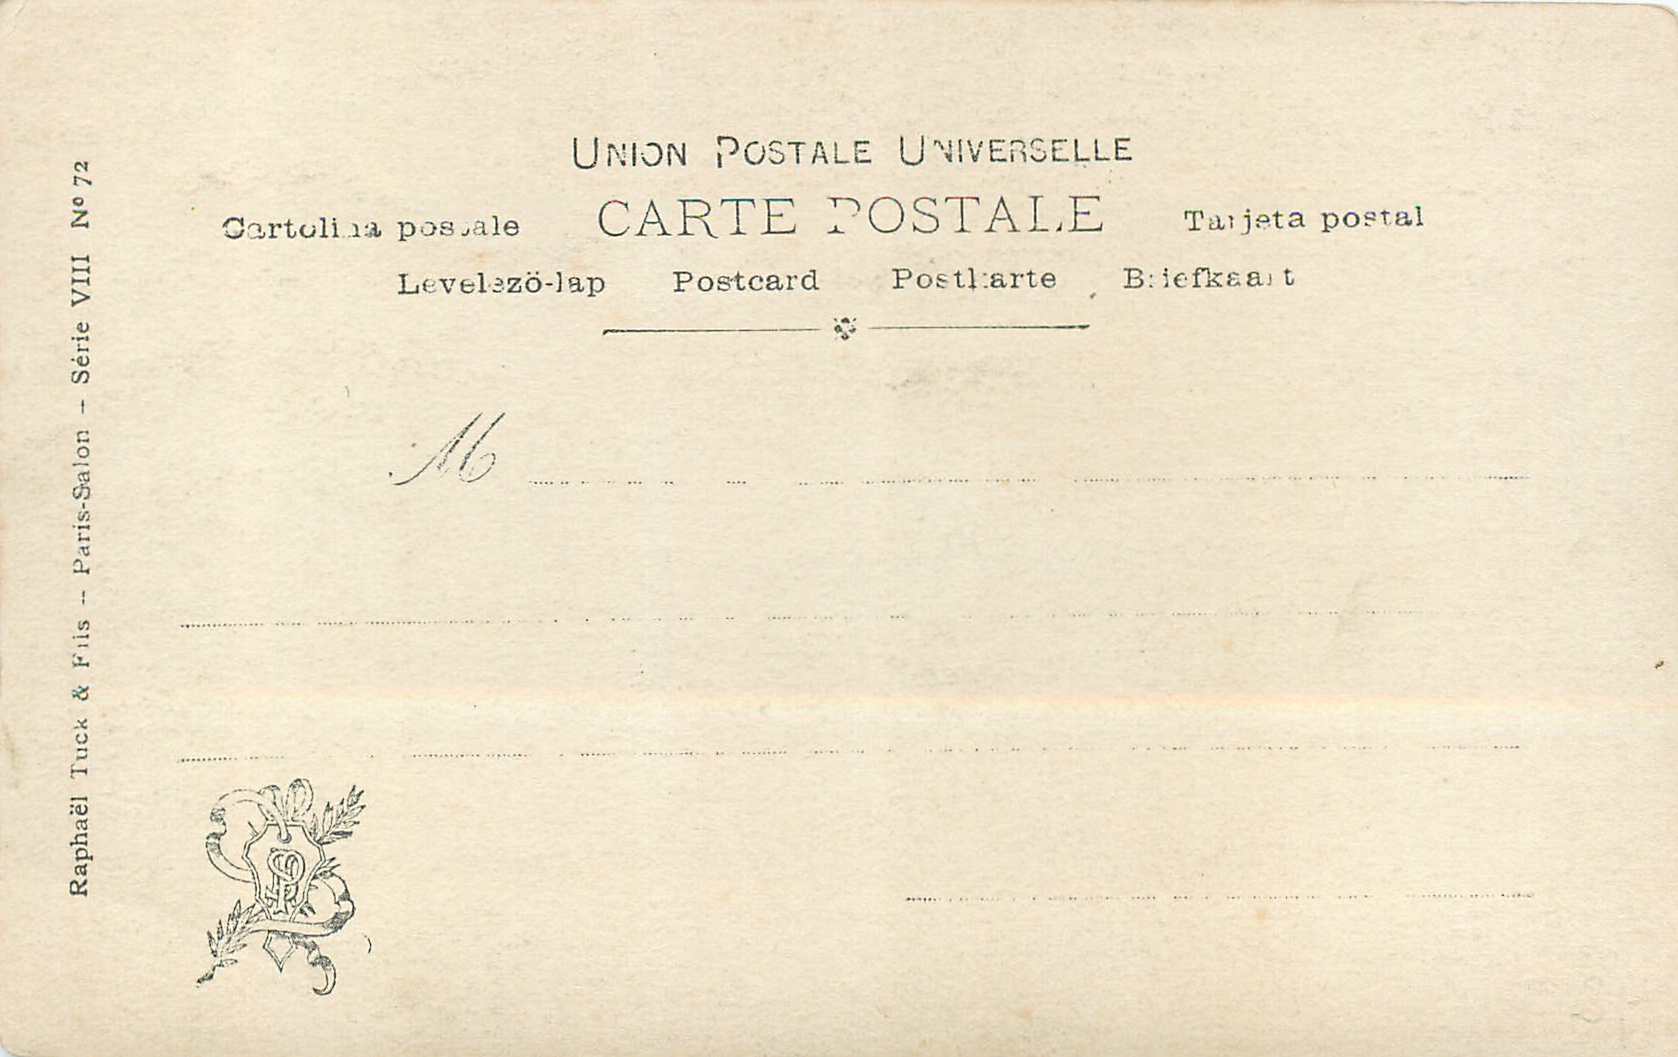 UNION POSTALE UNIVERSELLE
Cartolina postale CARTE POSTALE Tarjeta postal
Levelező-lap Postcard Postkarte Briefkaart
M
Raphaël Tuck & Fils -- Paris-Salon - Série VIII Nº 72